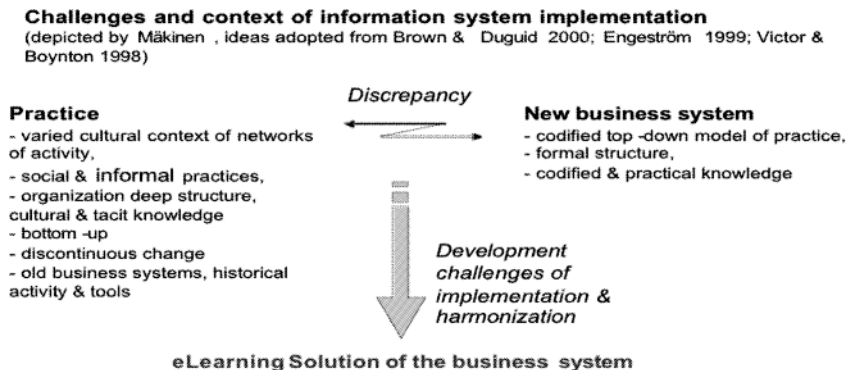 Challenges and context of information system implementation
(depicted by Mäkinen , ideas adopted from Brown & Duguid 2000; Engeström 1999; Victor &
Boynton 1998)
Discrepancy
Practice
- varied cultural context of networks
of activity,
- social & informal practices,
- organization deep structure,
cultural & tacit knowledge
- bottom -up
- discontinuous change
- old business systems, historical
activity & tools
New business system
- codified top -down model of practice,
- formal structure,
- codified & practical knowledge
Development
challenges of
implementation &
harmonization
eLearning Solution of the business system